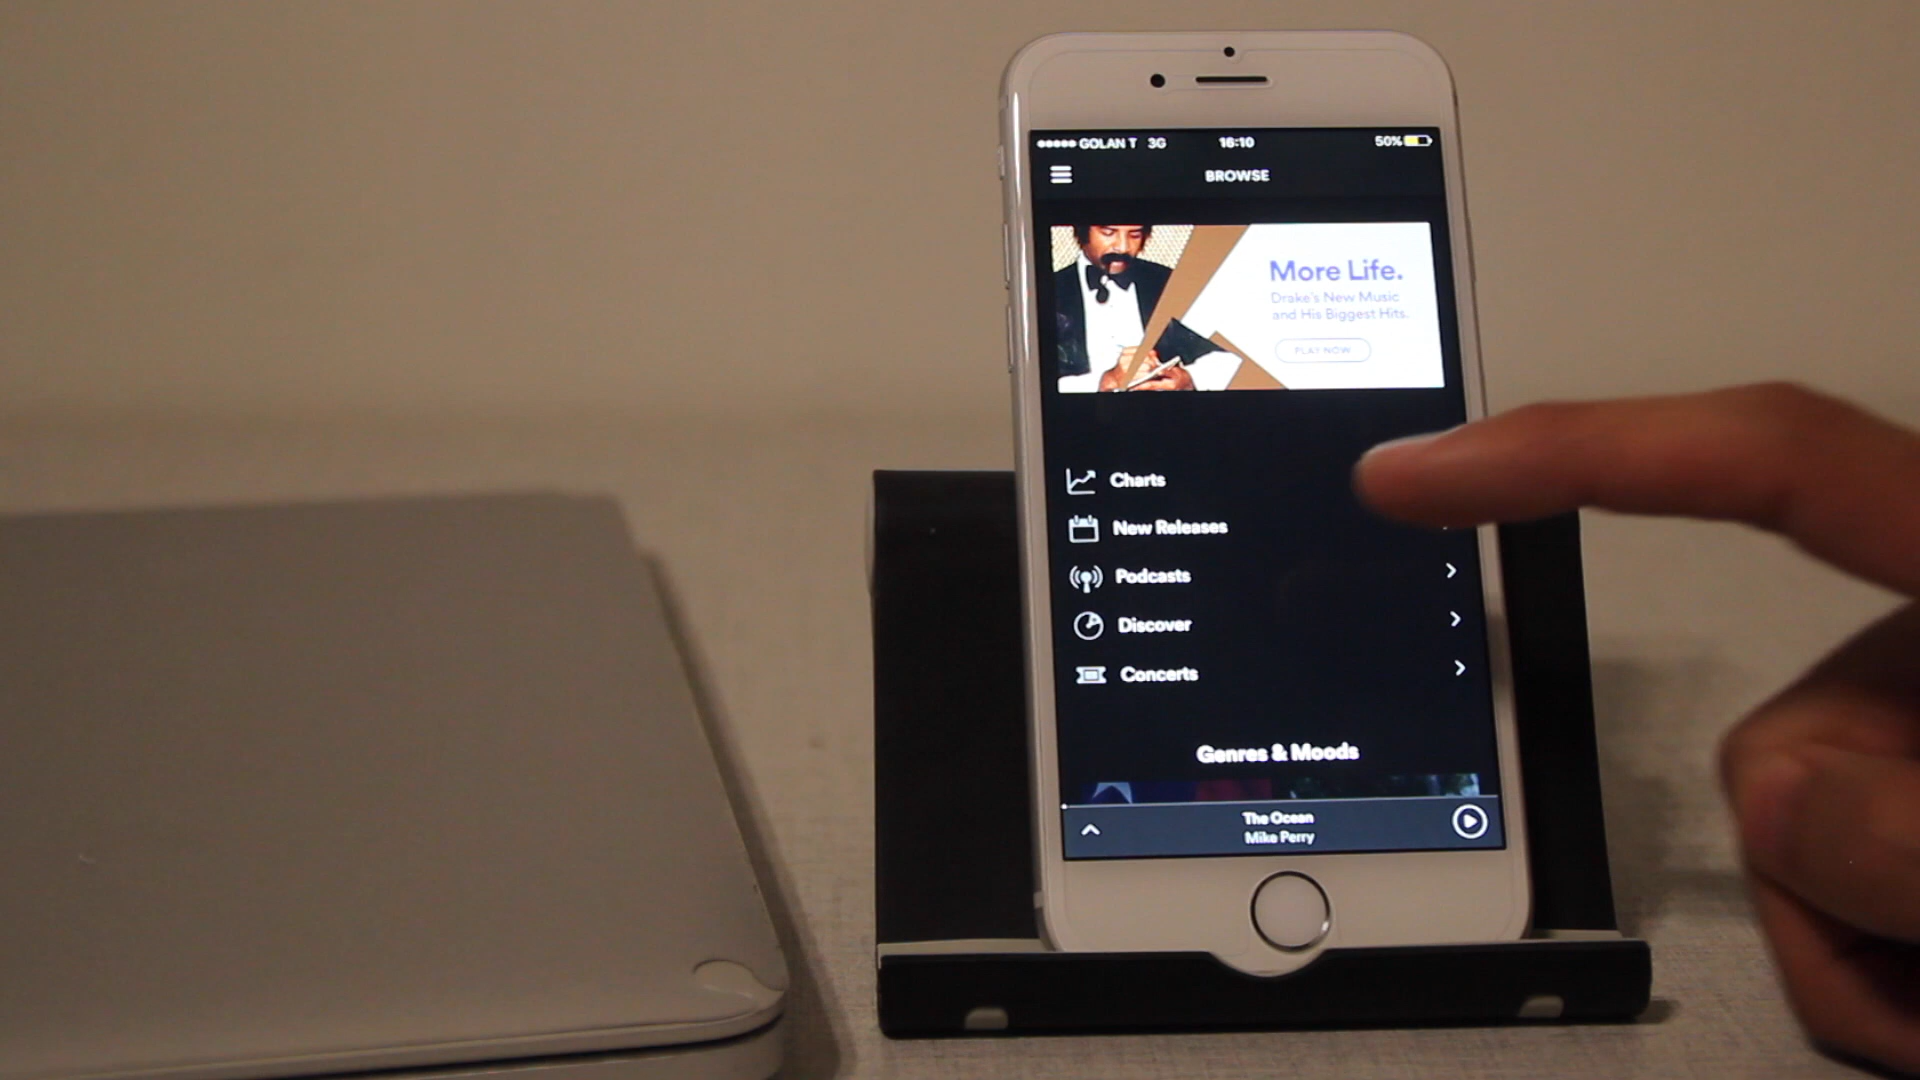 GOLAN T 3G 16:10 50%
BROWSE
More Life.
Drake's New Music
and His Biggest Hits.
PLAY NOW
Charts
New Releases
Podcasts
Discover
Concerts
Genres & Moods
The Ocean
Mike Perry